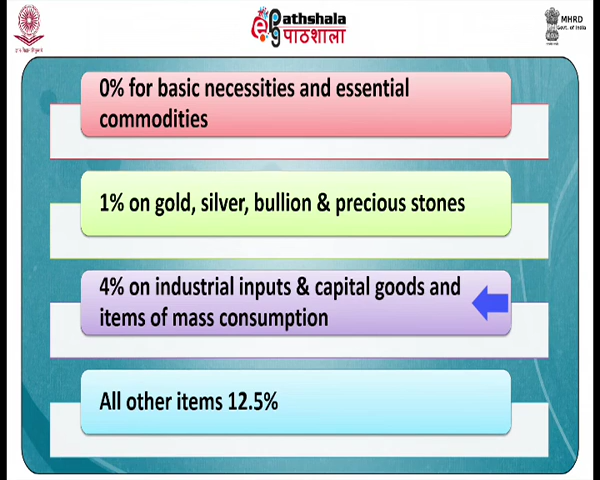 Pathshala
पाठशाला
MHRD
Govt. of India
0% for basic necessities and essential
commodities
1% on gold, silver, bullion & precious stones
4% on industrial inputs & capital goods and
items of mass consumption
All other items 12.5%